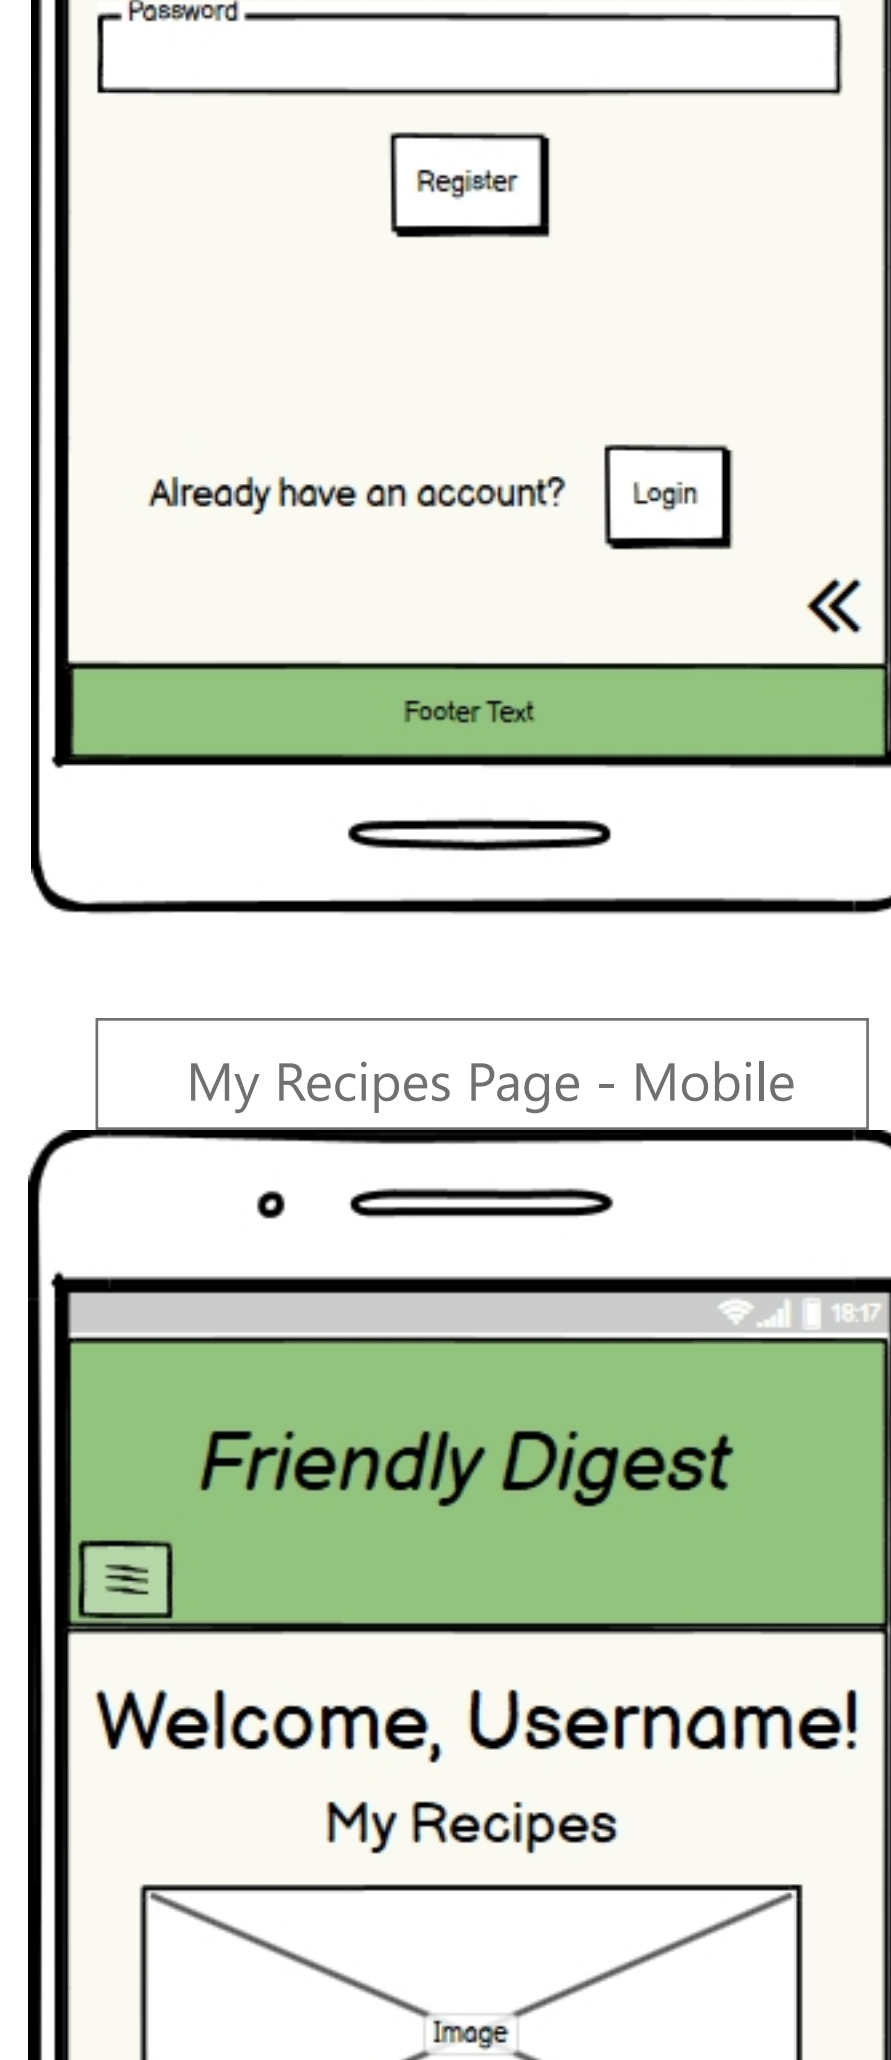 Password
Register
Already have an account? Login
Footer Text
My Recipes Page - Mobile
18:17
Friendly Digest
Welcome, Username!
My Recipes
Image